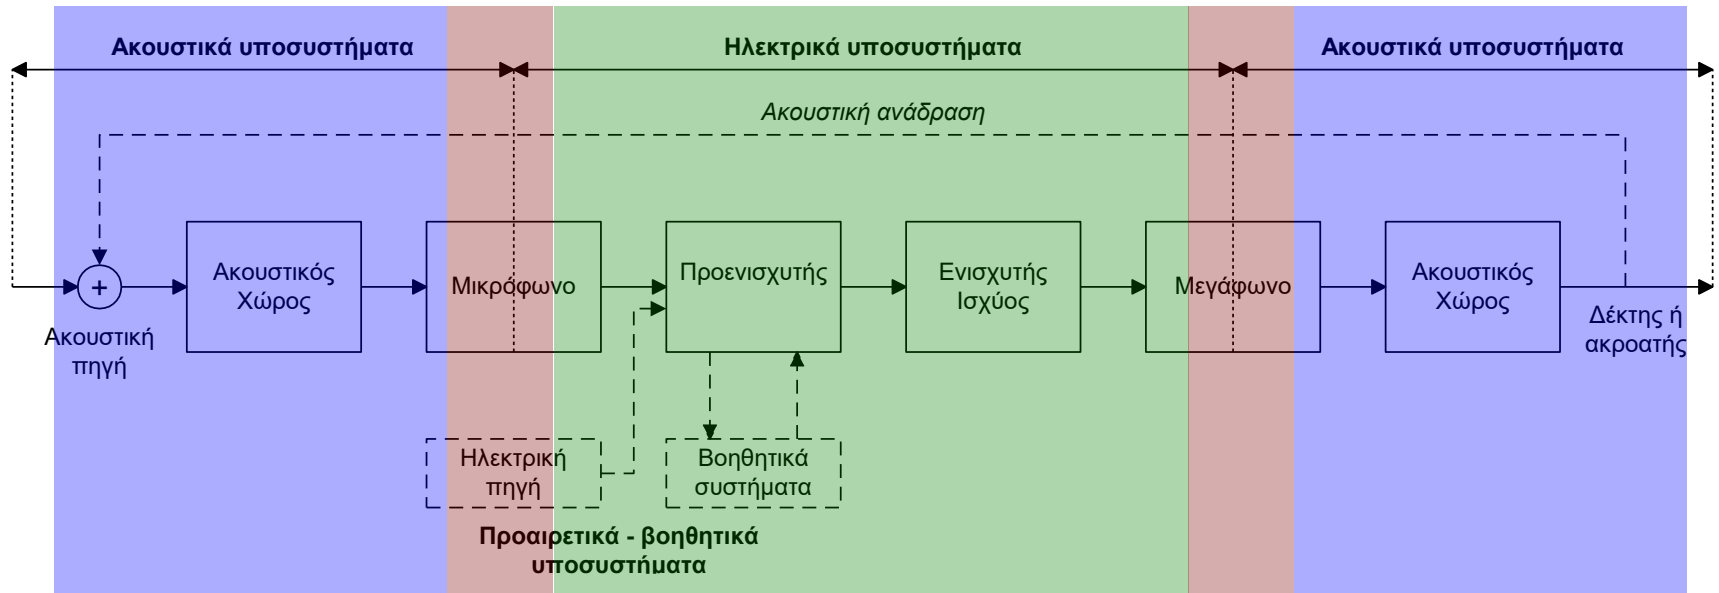 Ακουστικά υποσυστήματα
Ηλεκτρικά υποσυστήματα
Ακουστικά υποσυστήματα
Ακουστική ανάδραση
+
Ακουστική
πηγή
Ακουστικός
Χώρος
Μικρόφωνο
Προενισχυτής
Ενισχυτής
Ισχύος
Μεγάφωνο
Ακουστικός
Χώρος
Δέκτης ή
ακροατής
Ηλεκτρική
πηγή
Βοηθητικά
συστήματα
Προαιρετικά - βοηθητικά
υποσυστήματα